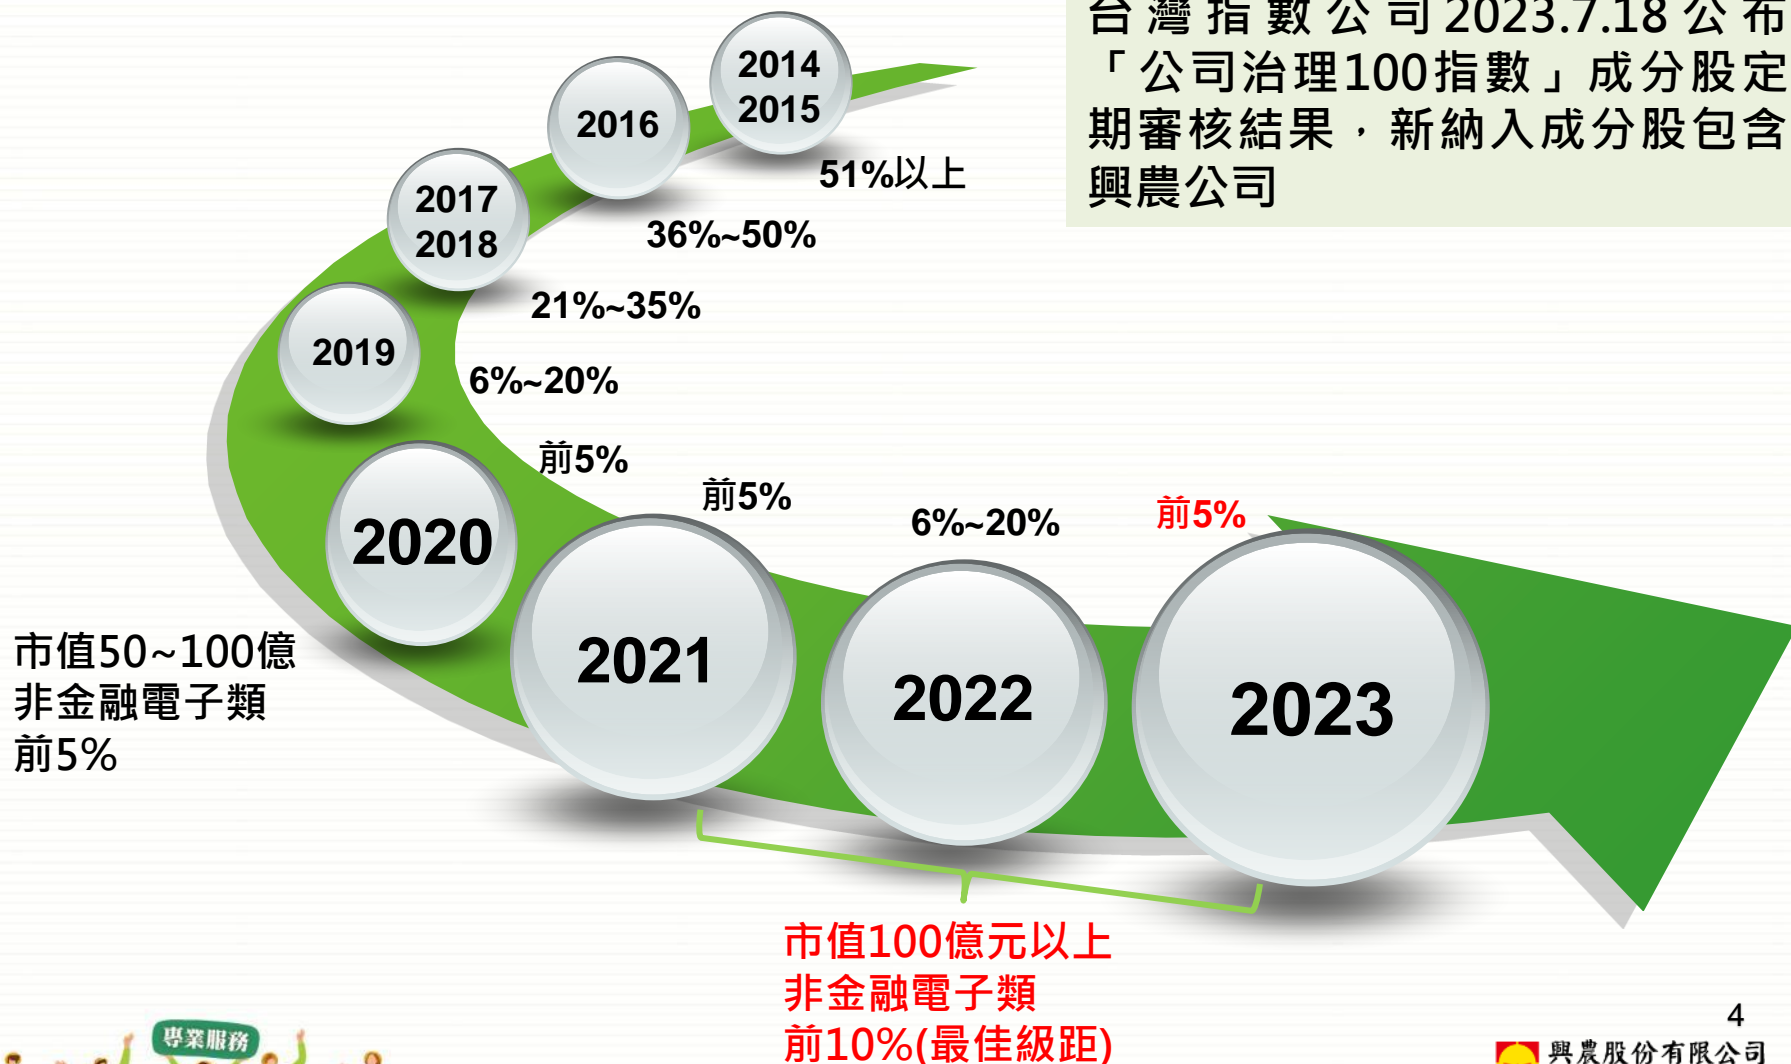 台灣指數公司2023.7.18公布
「公司治理100指數」成分股定
期審核結果，新納入成分股包含
興農公司
2014
2015
51%以上
2016
36%~50%
2017
2018
21%~35%
2019
6%~20%
2020
前5%
2021
前5%
2022
6%~20%
2023
前5%
市值50~100億
非金融電子類
前5%
市值100億元以上
非金融電子類
前10%(最佳級距)
專業服務
4
興農股份有限公司